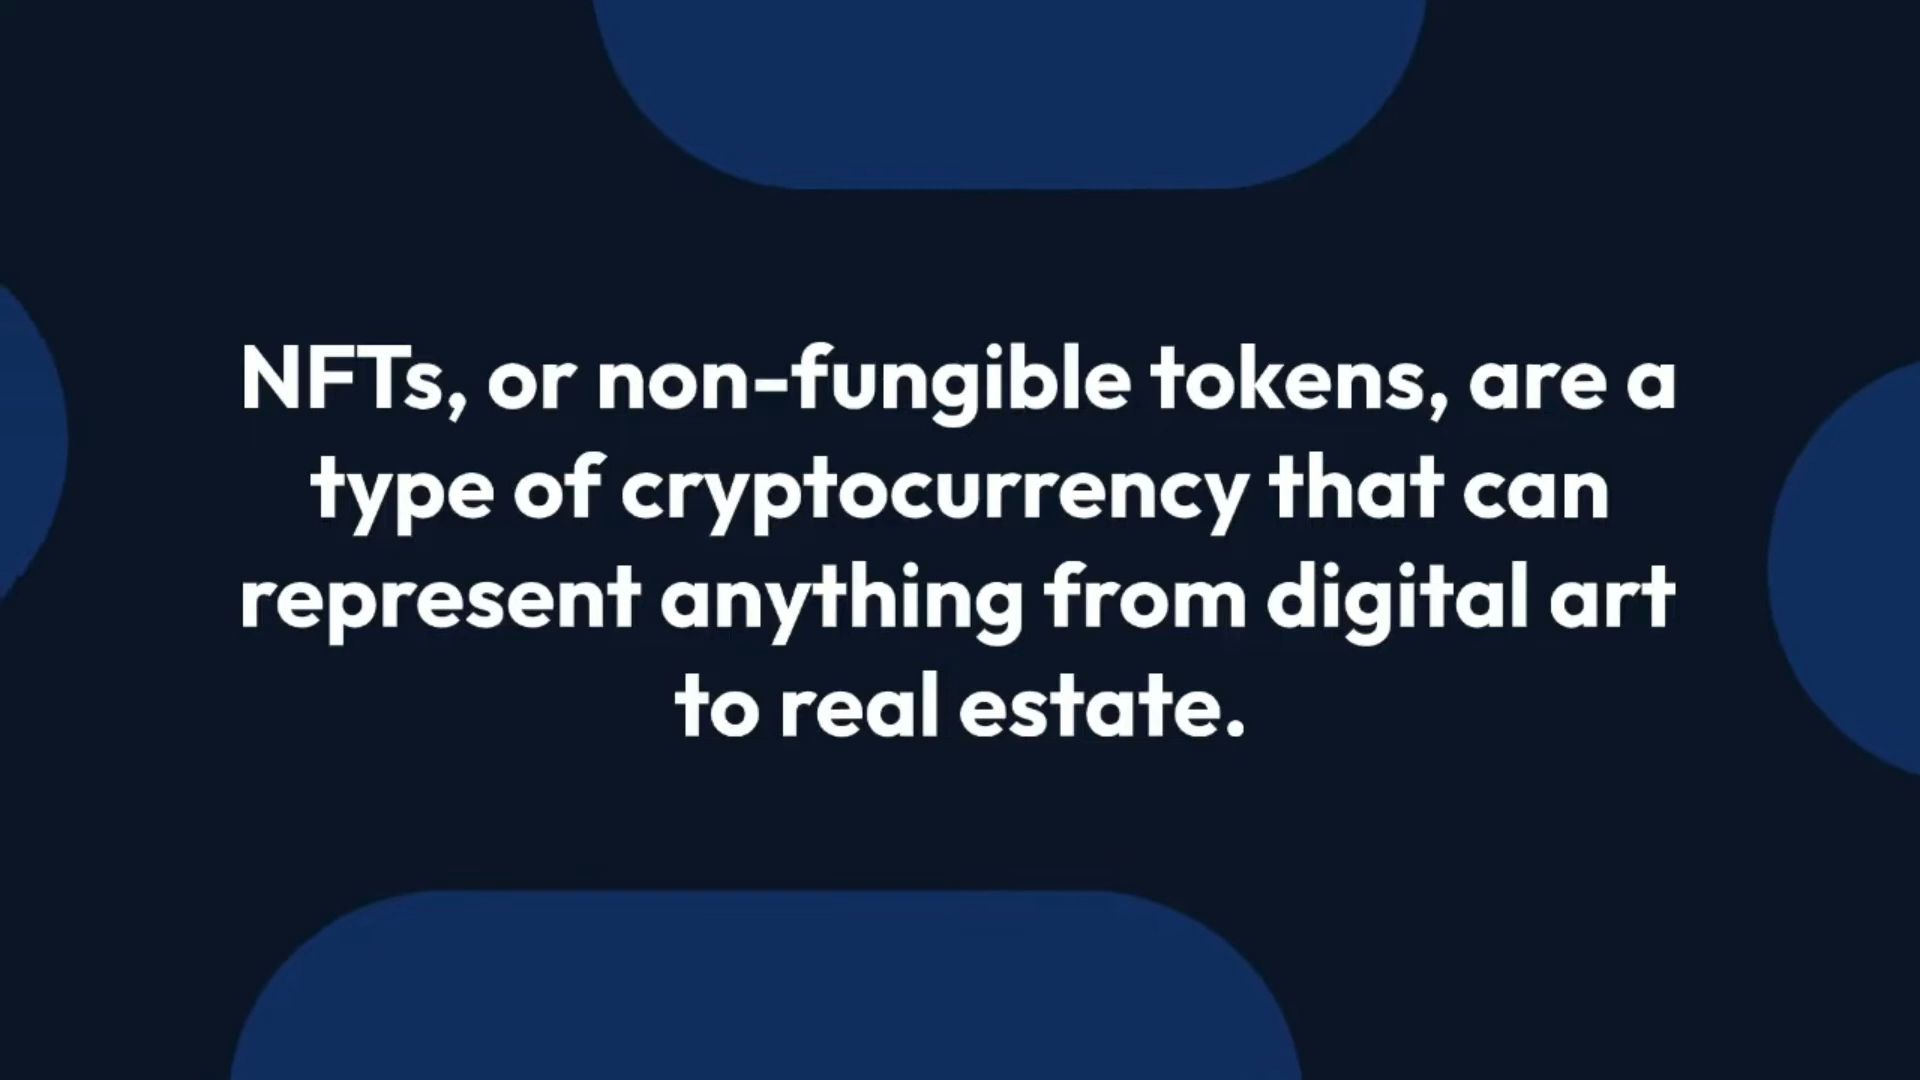 NFTs, or non-fungible tokens, are a
type of cryptocurrency that can
represent anything from digital art
to real estate.